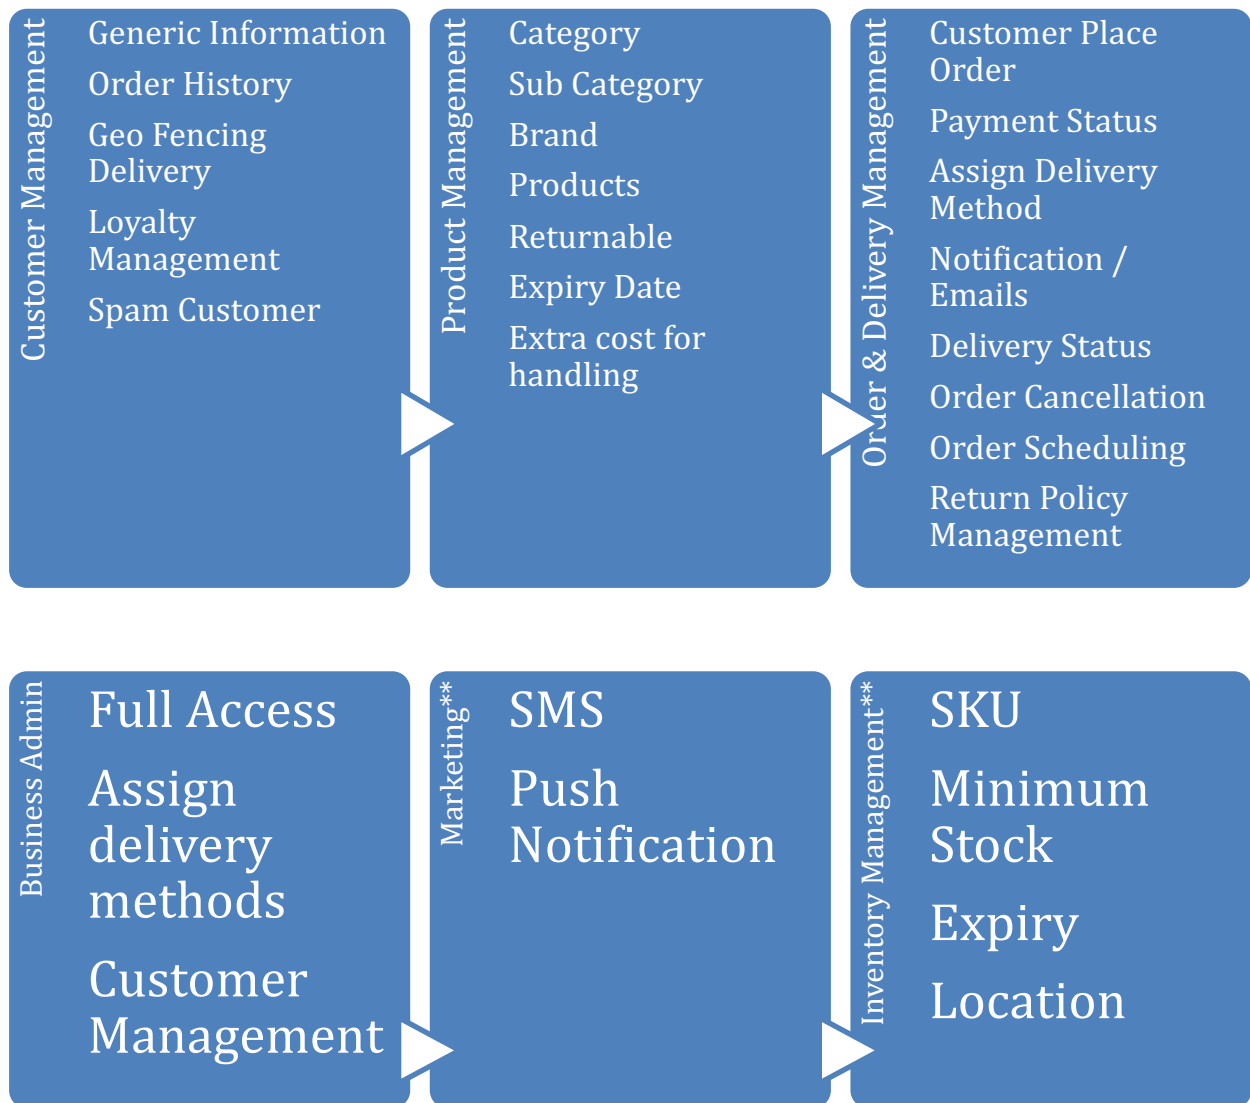 Customer Management
Generic Information
Order History
Geo Fencing
Delivery
Loyalty
Management
Spam Customer
Product Management
Category
Sub Category
Brand
Products
Returnable
Expiry Date
Extra cost for
handling
Order & Delivery Management
Customer Place
Order
Payment Status
Assign Delivery
Method
Notification /
Emails
Delivery Status
Order Cancellation
Order Scheduling
Return Policy
Management
Business Admin
Full Access
Assign
delivery
methods
Customer
Management
Marketing**
SMS
Push
Notification
Inventory Management**
SKU
Minimum
Stock
Expiry
Location